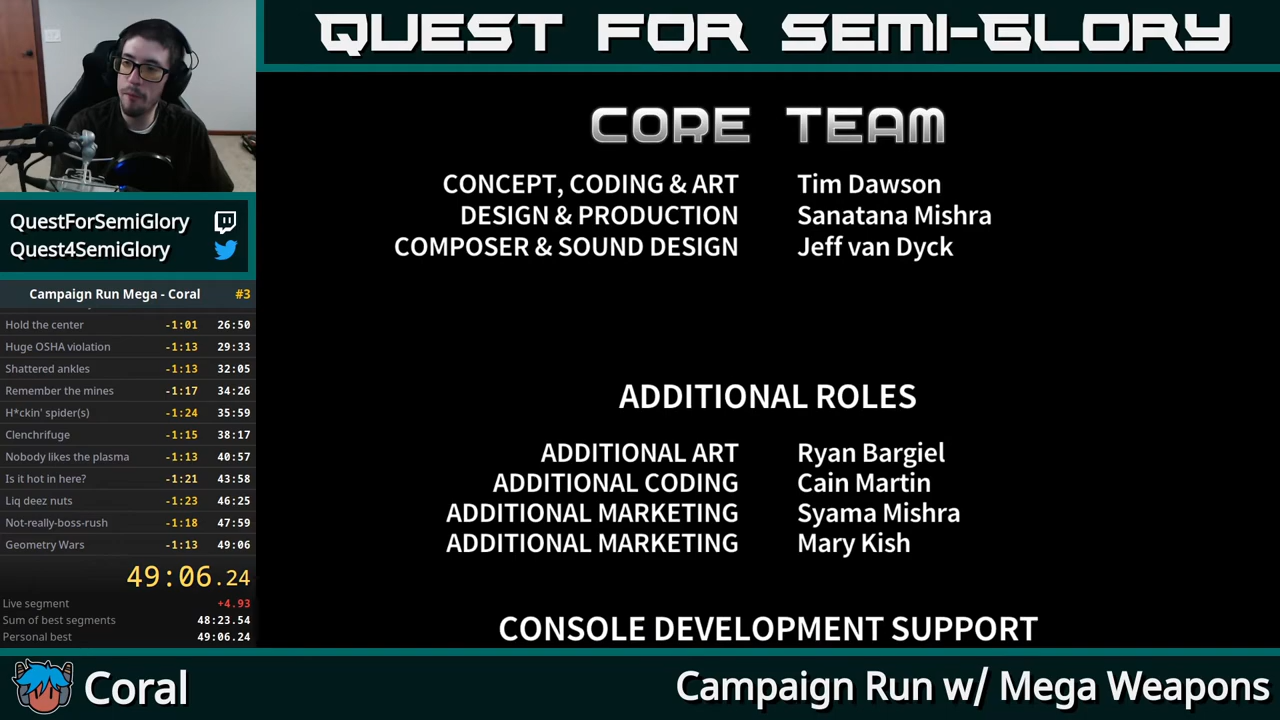 QUEST FOR SEMI-GLORY
QuestForSemiGlory
Quest4SemiGlory
Campaign Run Mega - Coral #3
Hold the center -1:01 26:50
Huge OSHA violation -1:13 29:33
Shattered ankles -1:13 32:05
Remember the mines -1:17 34:26
H*ckin' spider(s) -1:24 35:59
Clenchrifuge -1:15 38:17
Nobody likes the plasma -1:13 40:57
Is it hot in here? -1:21 43:58
Liq deez nuts -1:23 46:25
Not-really-boss-rush -1:18 47:59
Geometry Wars -1:13 49:06
49:06.24
Live segment +4.93
Sum of best segments 48:23.54
Personal best 49:06.24
CORE TEAM
CONCEPT, CODING & ART Tim Dawson
DESIGN & PRODUCTION Sanatana Mishra
COMPOSER & SOUND DESIGN Jeff van Dyck
ADDITIONAL ROLES
ADDITIONAL ART Ryan Bargiel
ADDITIONAL CODING Cain Martin
ADDITIONAL MARKETING Syama Mishra
ADDITIONAL MARKETING Mary Kish
CONSOLE DEVELOPMENT SUPPORT
Coral
Campaign Run w/ Mega Weapons